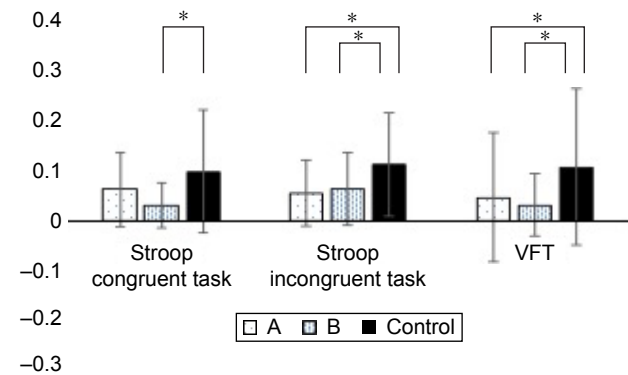 0.4
0.3
0.2
0.1
0
–0.1
–0.2
–0.3
*
*
*
*
*
Stroop
congruent task
Stroop
incongruent task
VFT
A B Control